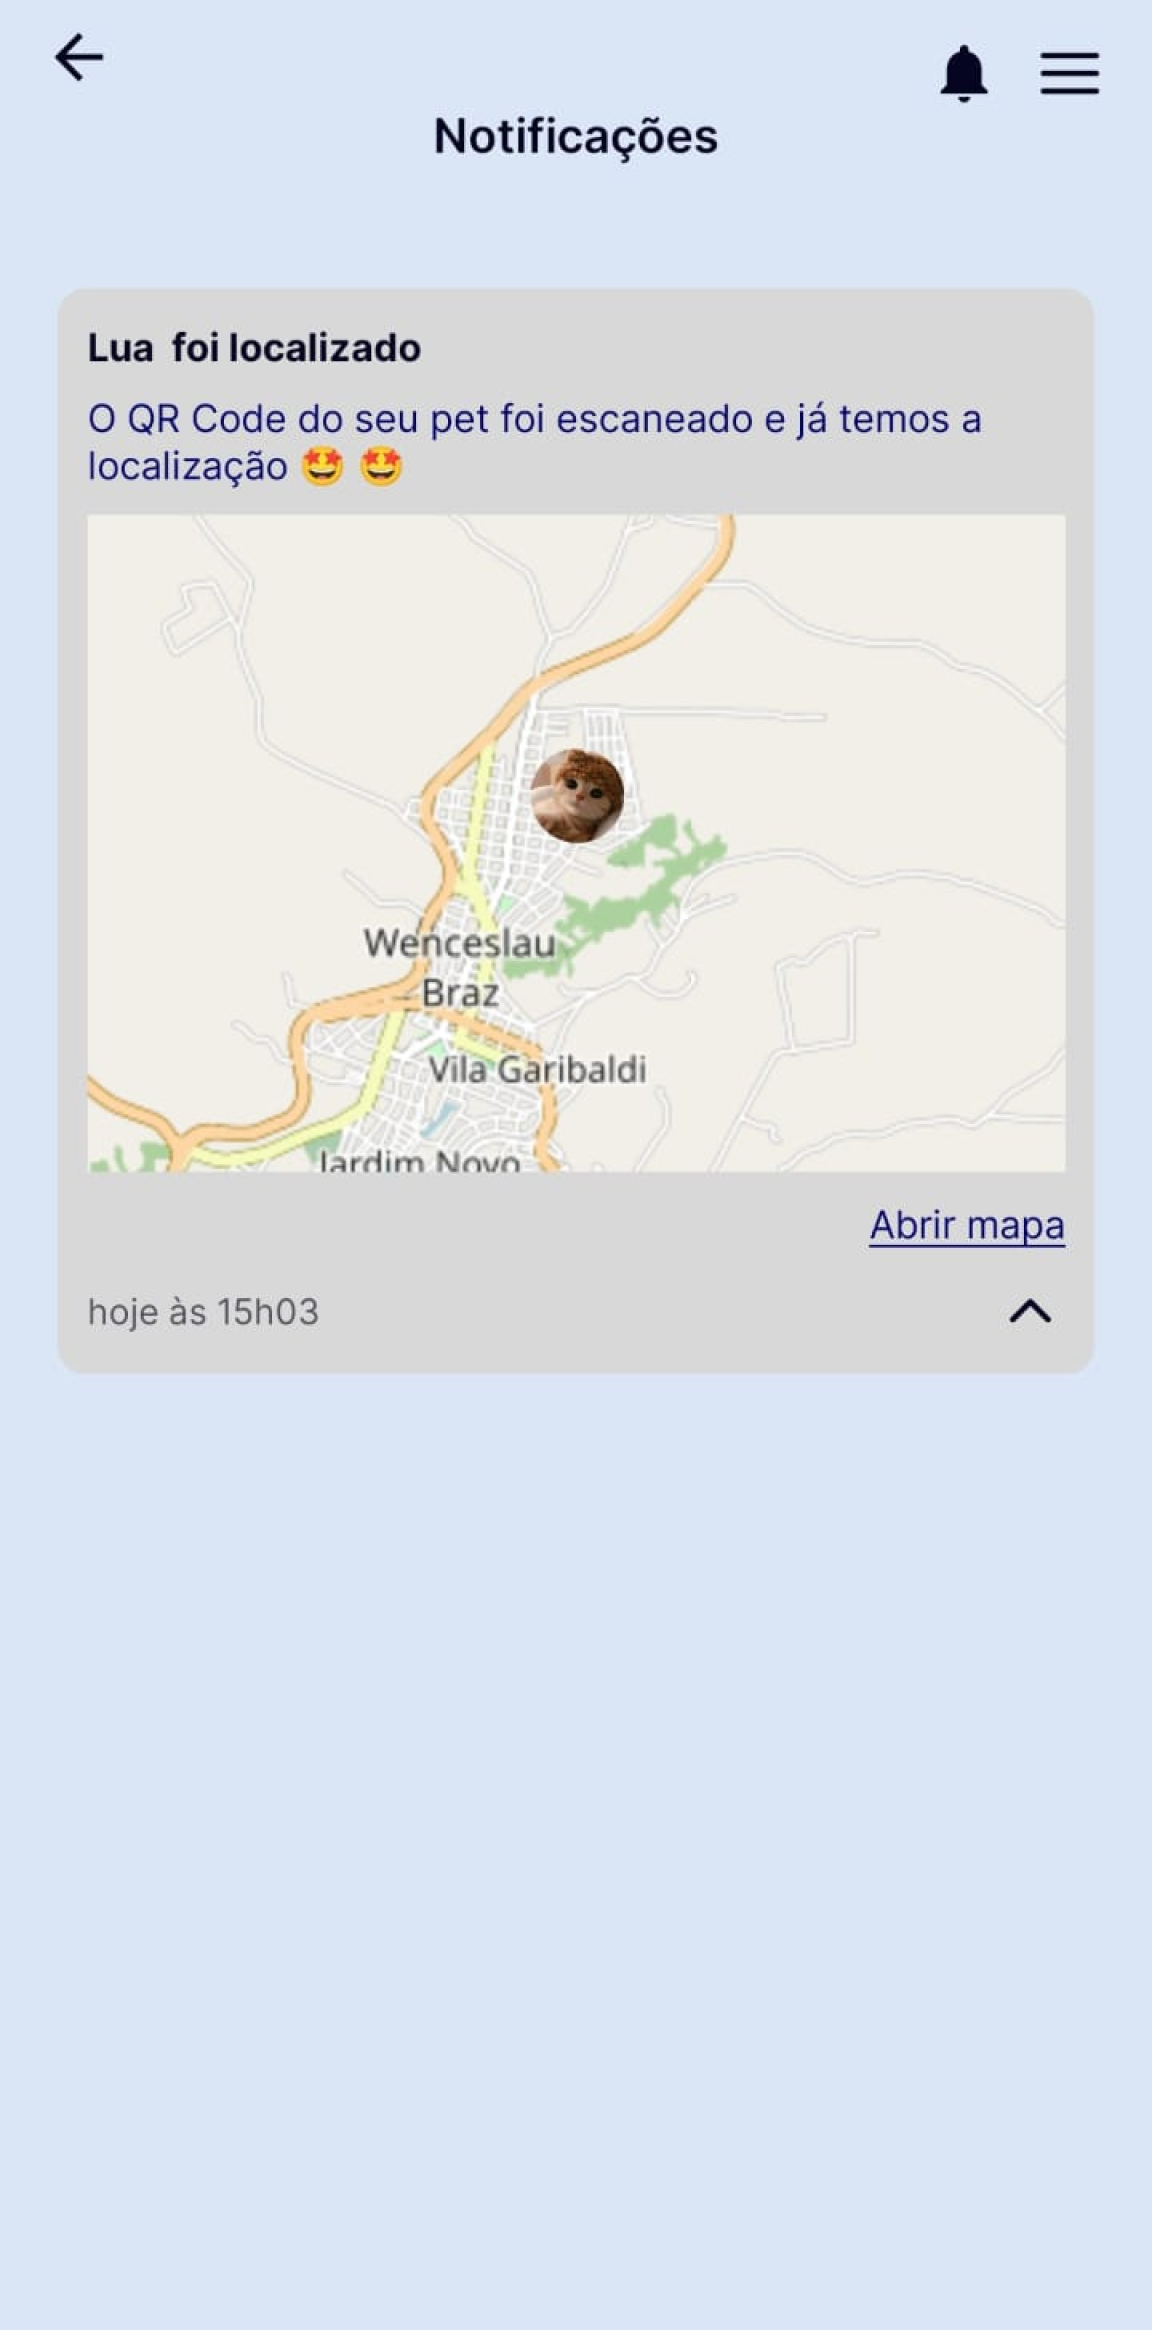 Notificações
Lua  foi localizado
O QR Code do seu pet foi escaneado e já temos a
localização 🤩 🤩
Wenceslau
Braz
Vila Garibaldi
Jardim Novo
Abrir mapa
hoje às 15h03